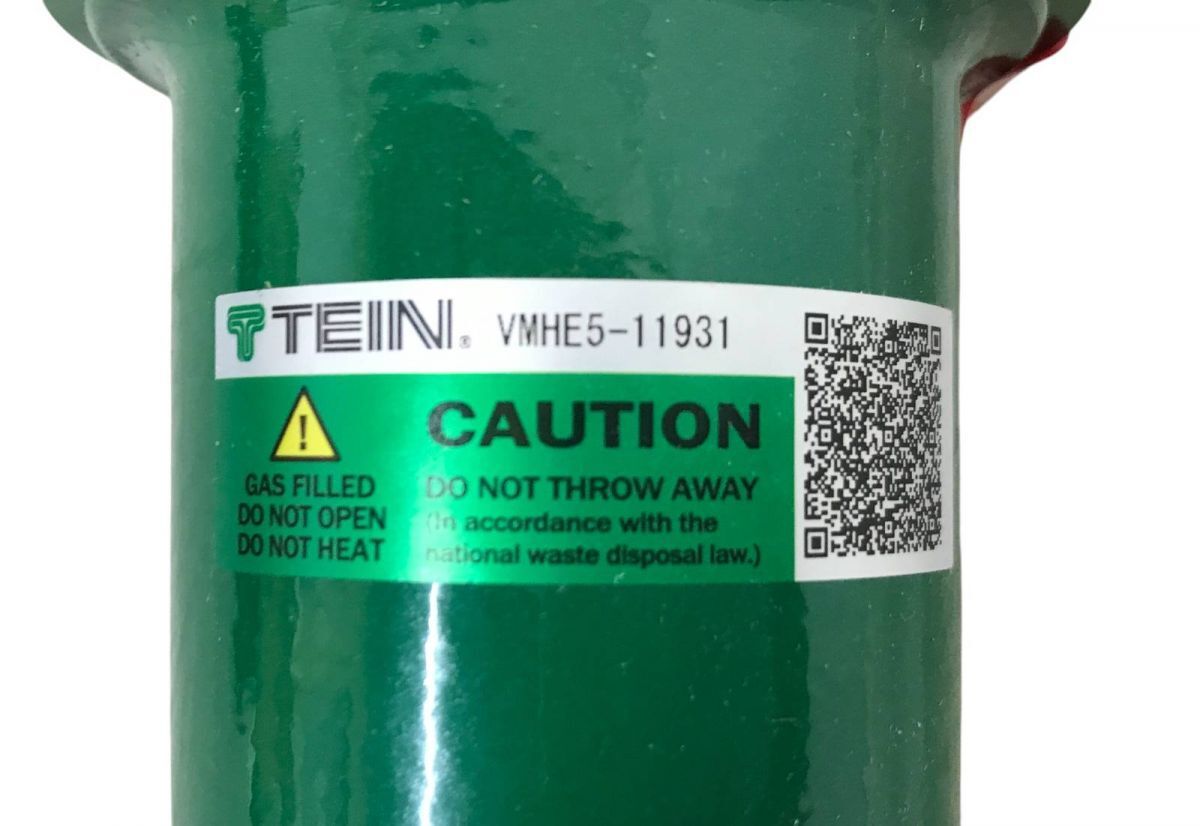 TEIN® VMHE5-11931
!
GAS FILLED
DO NOT OPEN
DO NOT HEAT
CAUTION
DO NOT THROW AWAY
(In accordance with the
national waste disposal law.)